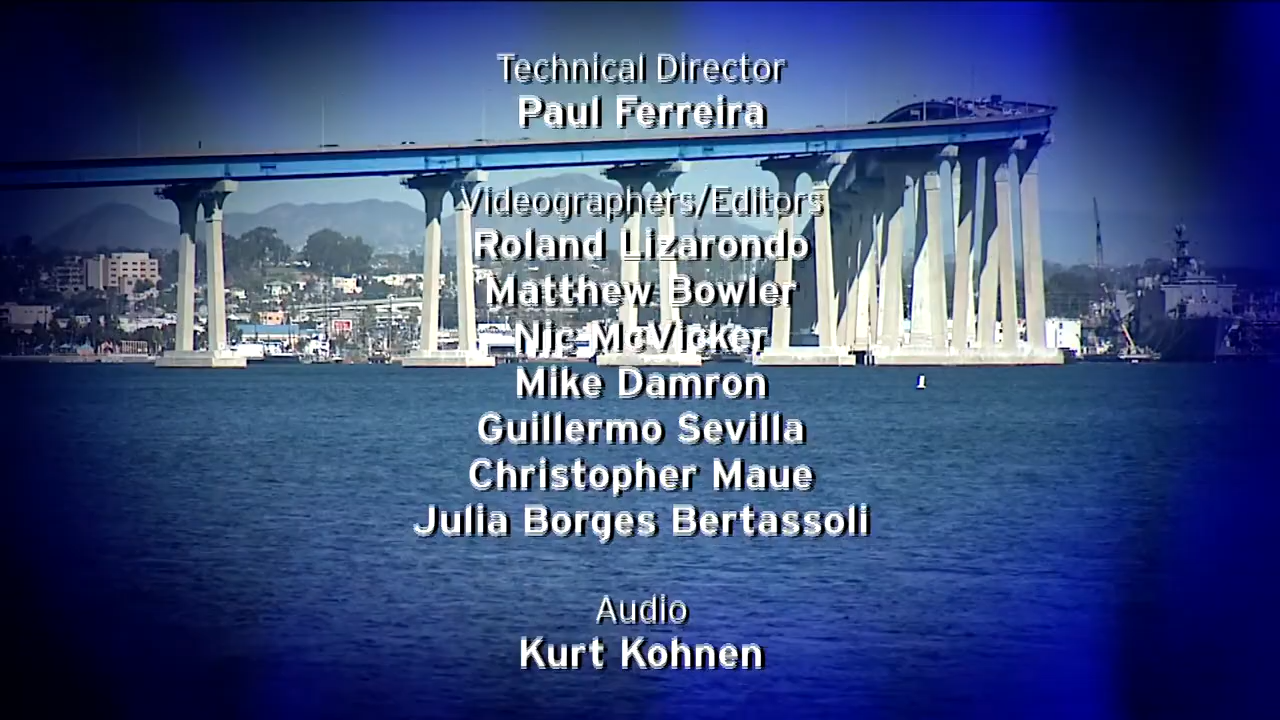 Technical Director
Paul Ferreira
Videographers/Editors
Roland Lizarondo
Matthew Bowler
Nic McVicker
Mike Damron
Guillermo Sevilla
Christopher Maue
Julia Borges Bertassoli
Audio
Kurt Kohnen